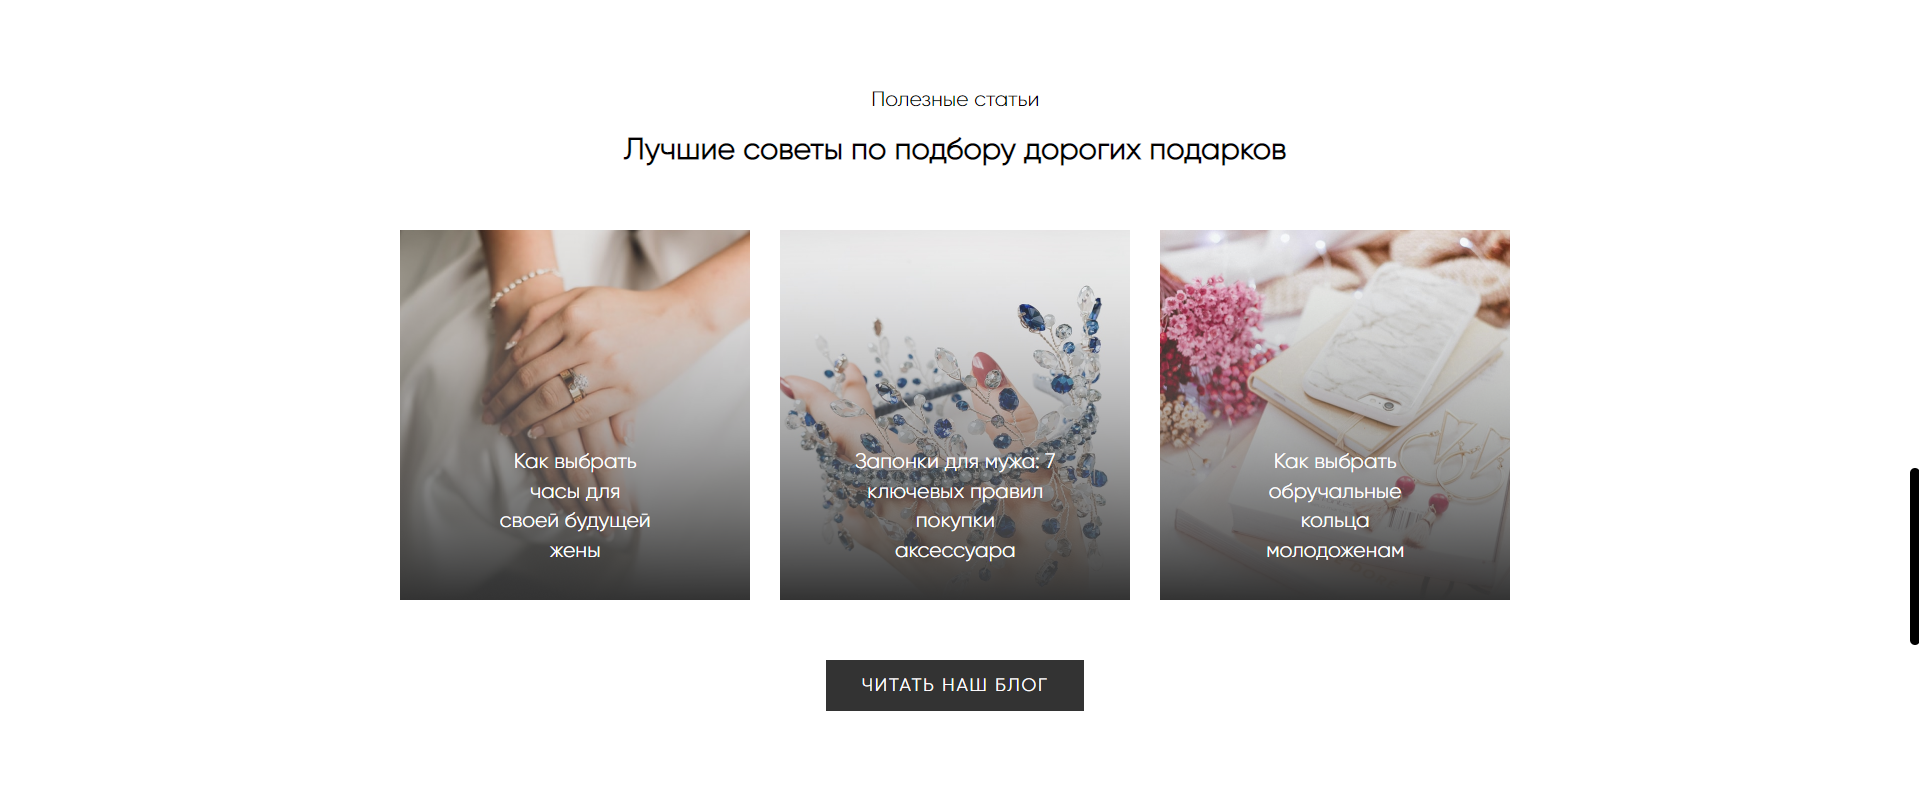 Полезные статьи
Лучшие советы по подбору дорогих подарков
Как выбрать
часы для
своей будущей
жены
Запонки для мужа: 7
ключевых правил
покупки
аксессуара
Как выбрать
обручальные
кольца
молодоженам
ЧИТАТЬ НАШ БЛОГ